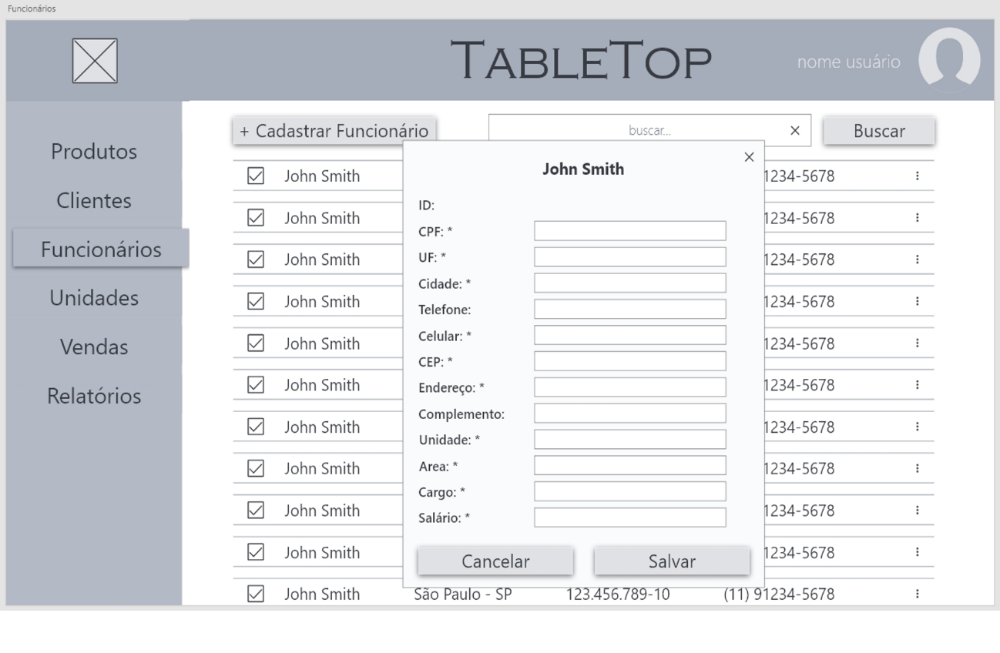 Funcionários
TableTop
nome usuário
Produtos
Clientes
Funcionários
Unidades
Vendas
Relatórios
+ Cadastrar Funcionário
buscar...
Buscar
John Smith
1234-5678
John Smith
1234-5678
John Smith
1234-5678
John Smith
1234-5678
John Smith
1234-5678
John Smith
1234-5678
John Smith
1234-5678
John Smith
1234-5678
John Smith
1234-5678
John Smith
1234-5678
John Smith São Paulo - SP 123.456.789-10 (11) 91234-5678
John Smith
ID:
CPF: *
UF: *
Cidade: *
Telefone:
Celular: *
CEP: *
Endereço: *
Complemento:
Unidade: *
Area: *
Cargo: *
Salário: *
Cancelar
Salvar